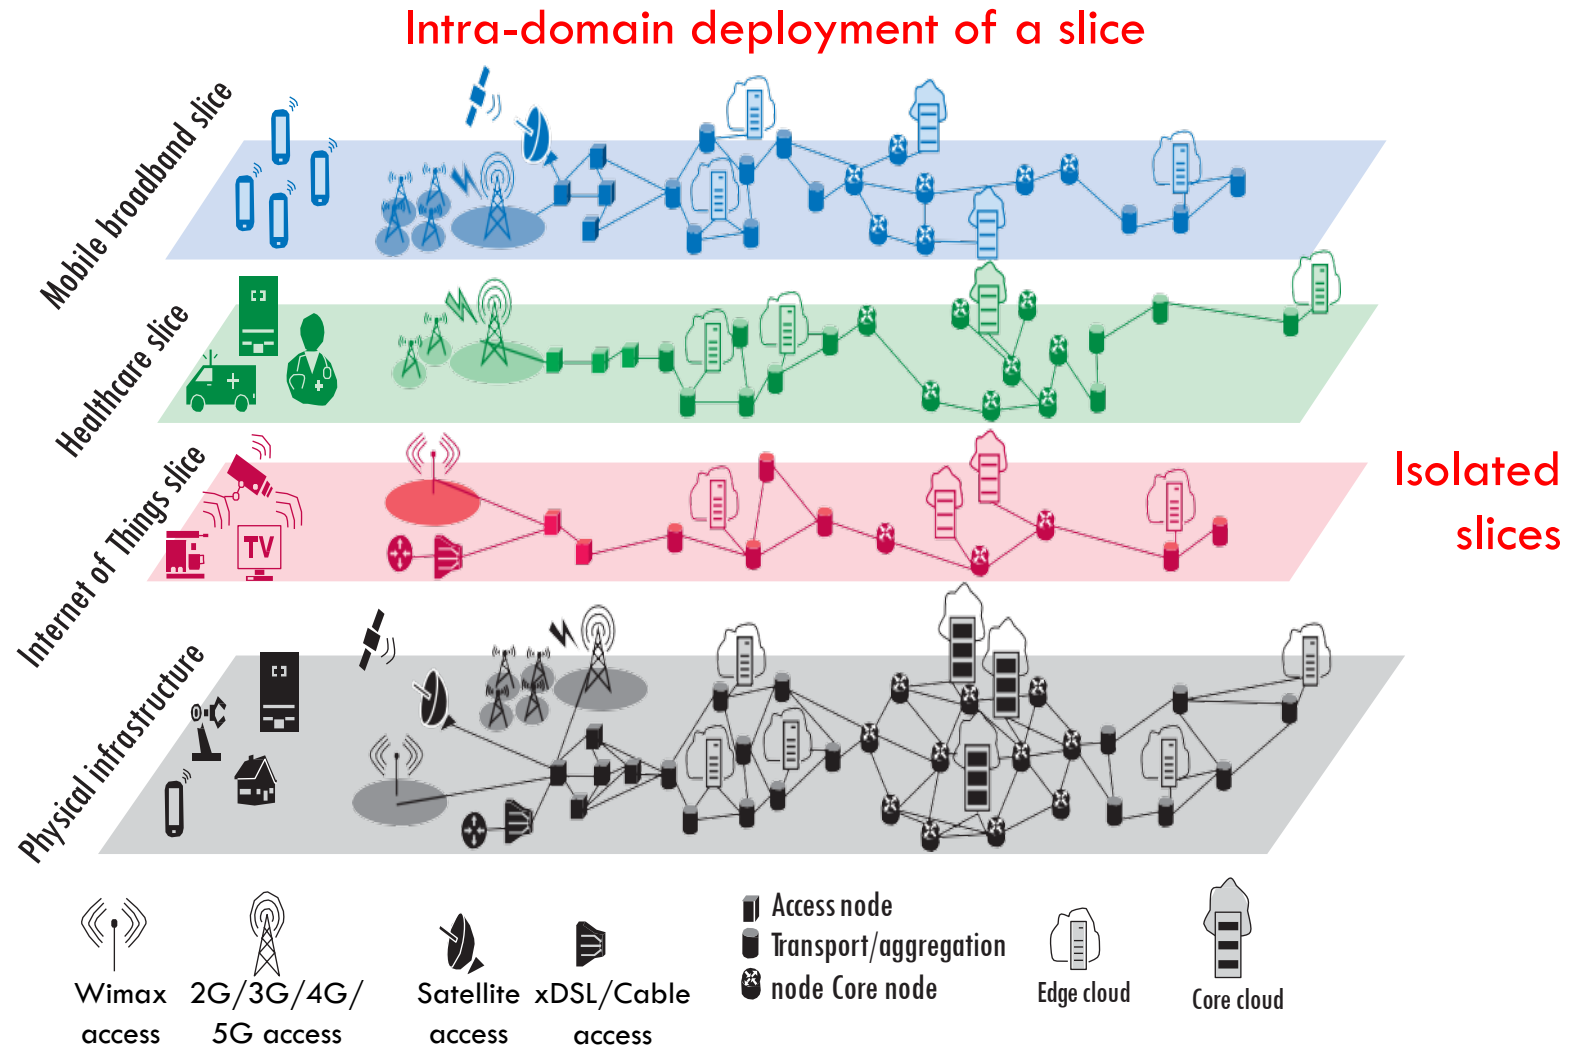 Intra-domain deployment of a slice
Mobile broadband slice
Healthcare slice
Internet of Things slice
TV
Isolated
slices
Physical infrastructure
Wimax
access
2G/3G/4G/
5G access
Satellite
access
xDSL/Cable
access
Access node
Transport/aggregation
node Core node
Edge cloud
Core cloud